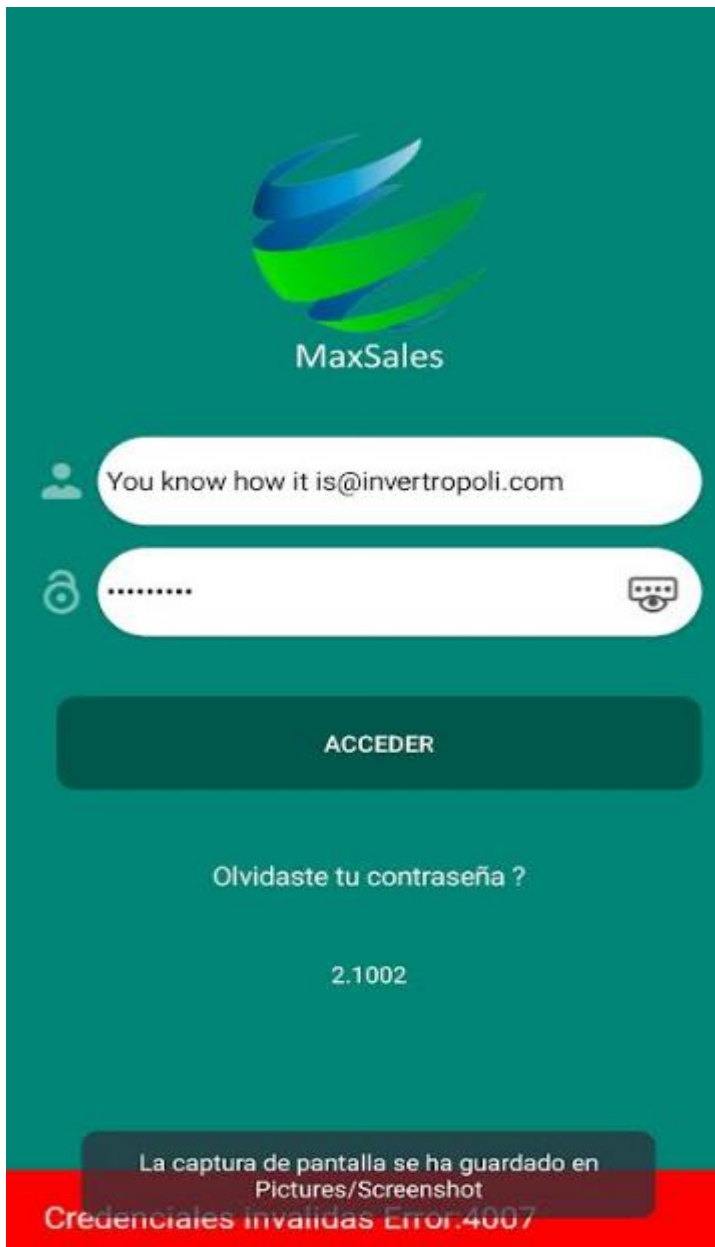 MaxSales
You know how it is@invertropoli.com
•••••••••
ACCEDER
Olvidaste tu contraseña ?
2.1002
La captura de pantalla se ha guardado en
Pictures/Screenshot
Credenciales invalidas Error:4007